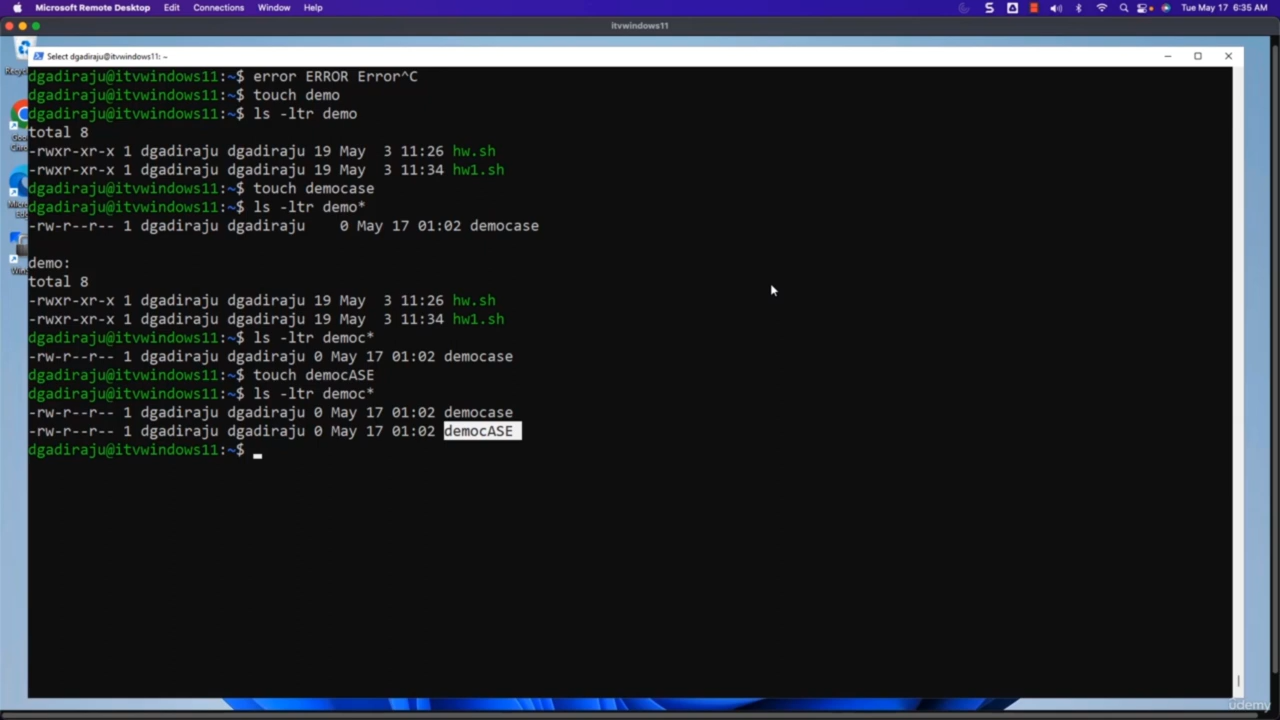 Microsoft Remote Desktop Edit Connections Window Help
Tue May 17 6:35 AM
itvwindows11
Select dgadiraju@itvwindows11: ~
dgadiraju@itvwindows11:~$ error ERROR Error^C
dgadiraju@itvwindows11:~$ touch demo
dgadiraju@itvwindows11:~$ ls -ltr demo
total 8
-rwxr-xr-x 1 dgadiraju dgadiraju 19 May  3 11:26 hw.sh
-rwxr-xr-x 1 dgadiraju dgadiraju 19 May  3 11:34 hw1.sh
dgadiraju@itvwindows11:~$ touch democase
dgadiraju@itvwindows11:~$ ls -ltr demo*
-rw-r--r-- 1 dgadiraju dgadiraju    0 May 17 01:02 democase
demo:
total 8
-rwxr-xr-x 1 dgadiraju dgadiraju 19 May  3 11:26 hw.sh
-rwxr-xr-x 1 dgadiraju dgadiraju 19 May  3 11:34 hw1.sh
dgadiraju@itvwindows11:~$ ls -ltr democ*
-rw-r--r-- 1 dgadiraju dgadiraju 0 May 17 01:02 democase
dgadiraju@itvwindows11:~$ touch democASE
dgadiraju@itvwindows11:~$ ls -ltr democ*
-rw-r--r-- 1 dgadiraju dgadiraju 0 May 17 01:02 democase
-rw-r--r-- 1 dgadiraju dgadiraju 0 May 17 01:02 democASE
dgadiraju@itvwindows11:~$
udemy